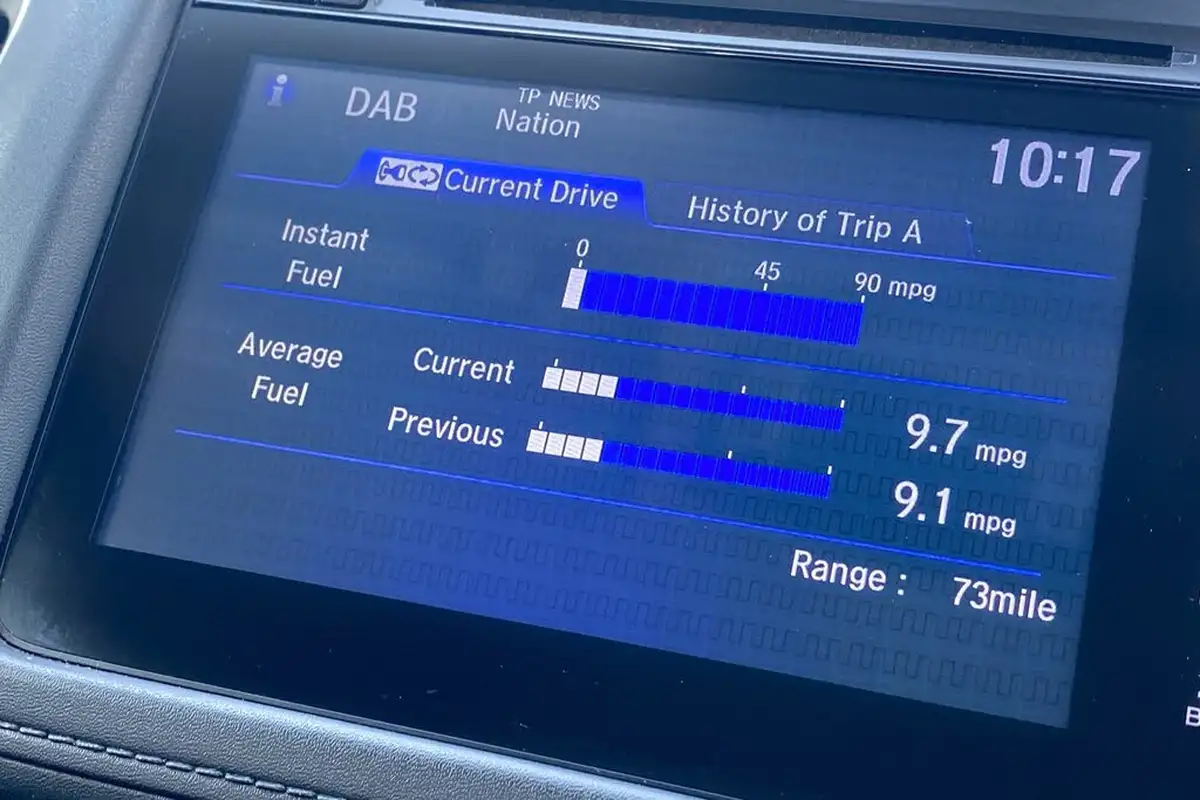 i
DAB
TP NEWS
Nation
10:17
Current Drive
History of Trip A
Instant
Fuel
0
45
90 mpg
Average
Fuel
Current
9.7 mpg
Previous
9.1 mpg
Range : 73mile